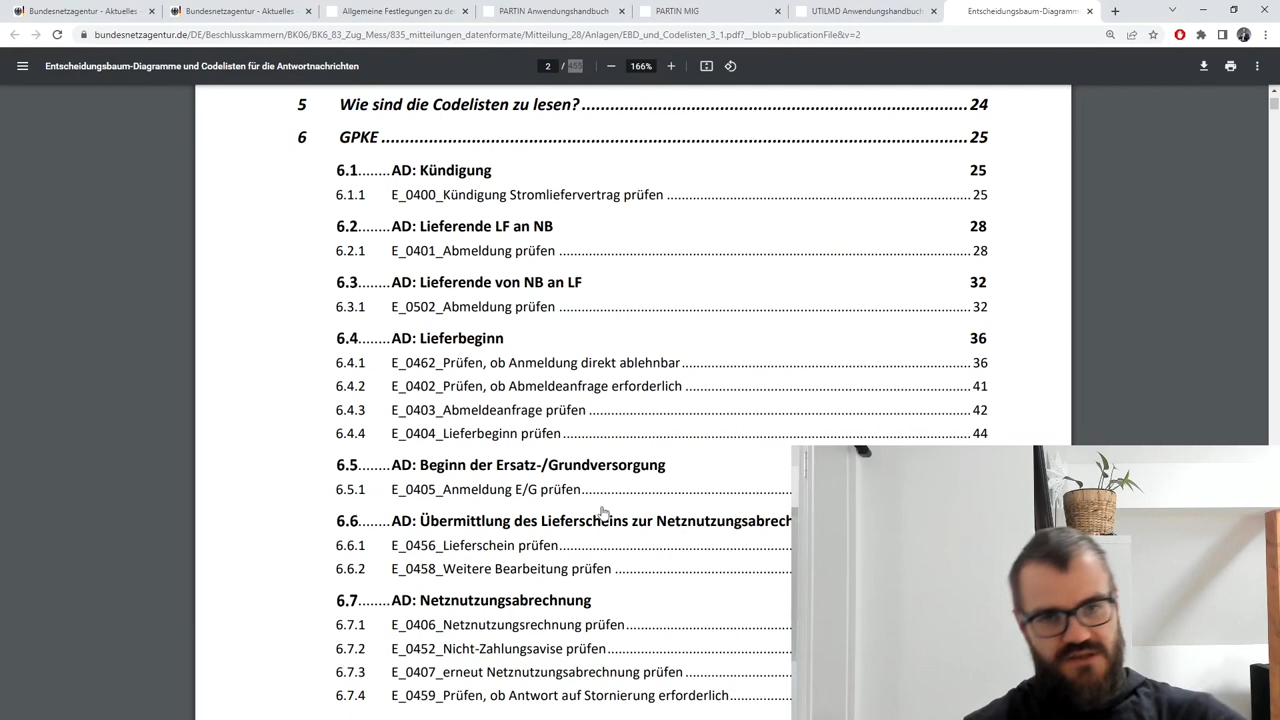 Bundesnetzagentur - Aktuelles -
Bundesnetzagentur - Aktuelles -
Allgemeine Festlegungen zu de
PARTIN Anwendungshandbuch
PARTIN MIG
UTILMD Anwendungshandbuch
Entscheidungsbaum-Diagramme
bundesnetzagentur.de/DE/Beschlusskammern/BK06/BK6_83_Zug_Mess/835_mitteilungen_datenformate/Mitteilung_28/Anlagen/EBD_und_Codelisten_3_1.pdf?__blob=publicationFile&v=2
Entscheidungsbaum-Diagramme und Codelisten für die Antwortnachrichten
2 / 455
166%
5 Wie sind die Codelisten zu lesen? 24
6 GPKE 25
6.1 AD: Kündigung 25
6.1.1 E_0400_Kündigung Stromliefervertrag prüfen 25
6.2 AD: Lieferende LF an NB 28
6.2.1 E_0401_Abmeldung prüfen 28
6.3 AD: Lieferende von NB an LF 32
6.3.1 E_0502_Abmeldung prüfen 32
6.4 AD: Lieferbeginn 36
6.4.1 E_0462_Prüfen, ob Anmeldung direkt ablehnbar 36
6.4.2 E_0402_Prüfen, ob Abmeldeanfrage erforderlich 41
6.4.3 E_0403_Abmeldeanfrage prüfen 42
6.4.4 E_0404_Lieferbeginn prüfen 44
6.5 AD: Beginn der Ersatz-/Grundversorgung
6.5.1 E_0405_Anmeldung E/G prüfen
6.6 AD: Übermittlung des Lieferscheins zur Netznutzungsabrech
6.6.1 E_0456_Lieferschein prüfen
6.6.2 E_0458_Weitere Bearbeitung prüfen
6.7 AD: Netznutzungsabrechnung
6.7.1 E_0406_Netznutzungsrechnung prüfen
6.7.2 E_0452_Nicht-Zahlungsavise prüfen
6.7.3 E_0407_erneut Netznutzungsabrechnung prüfen
6.7.4 E_0459_Prüfen, ob Antwort auf Stornierung erforderlich